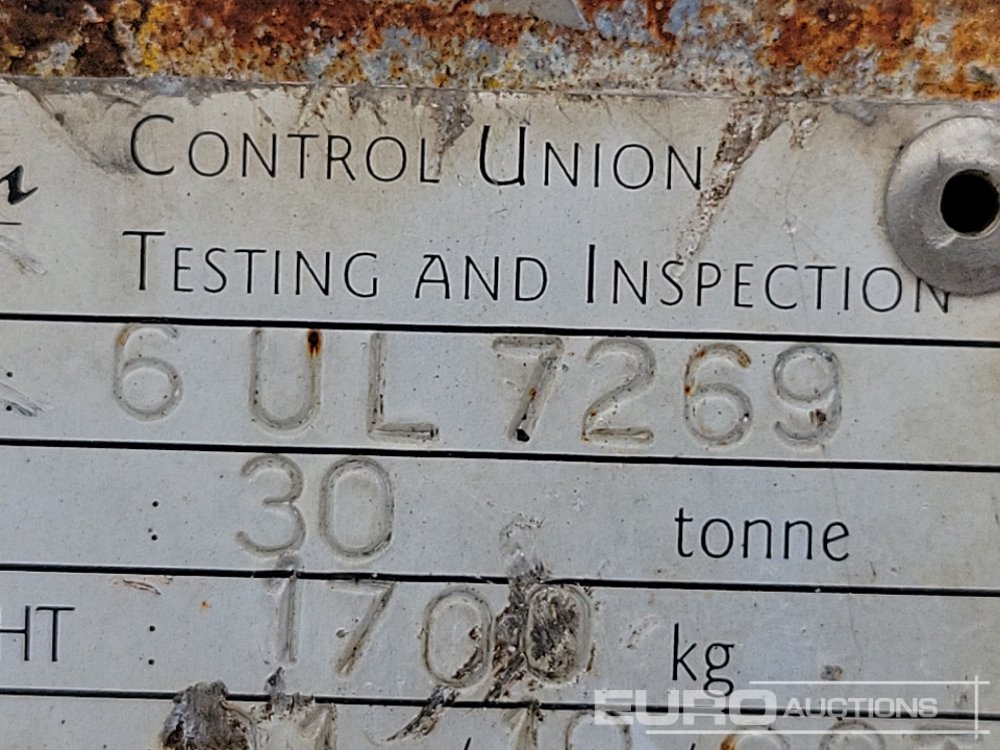 CONTROL UNION
TESTING AND INSPECTION
6 UL 7269
: 30 tonne
HT : 1700 kg
EURO AUCTIONS